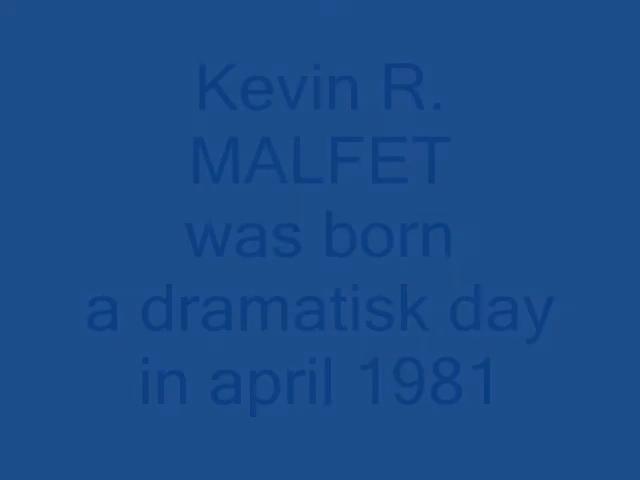 Kevin R.
MALFET
was born
a dramatisk day
in april 1981